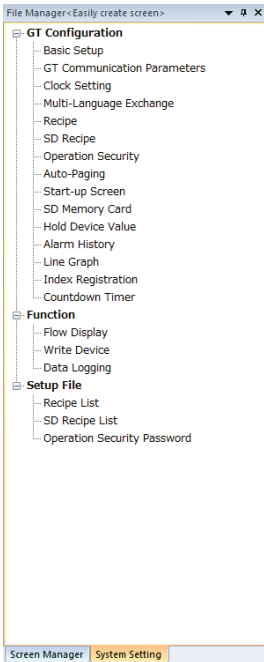 File Manager<Easily create screen>
GT Configuration
Basic Setup
GT Communication Parameters
Clock Setting
Multi-Language Exchange
Recipe
SD Recipe
Operation Security
Auto-Paging
Start-up Screen
SD Memory Card
Hold Device Value
Alarm History
Line Graph
Index Registration
Countdown Timer
Function
Flow Display
Write Device
Data Logging
Setup File
Recipe List
SD Recipe List
Operation Security Password
Screen Manager System Setting